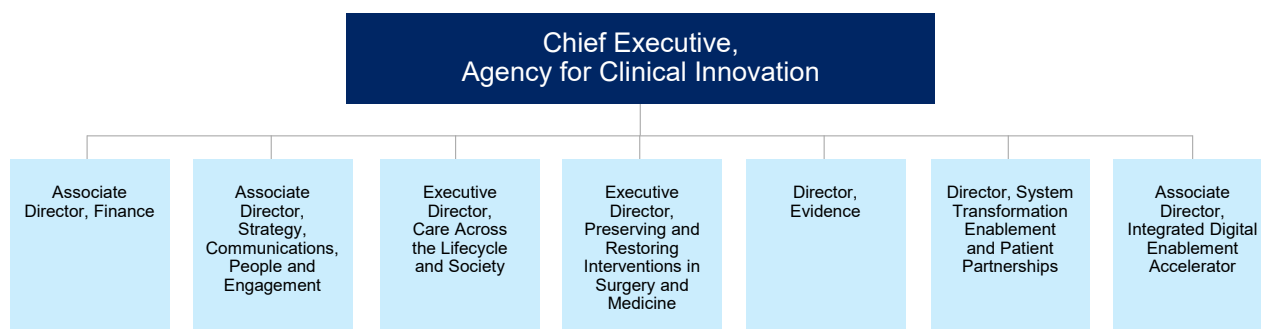 Chief Executive,
Agency for Clinical Innovation
Associate
Director, Finance
Associate
Director,
Strategy,
Communications,
People and
Engagement
Executive
Director,
Care Across
the Lifecycle
and Society
Executive
Director,
Preserving and
Restoring
Interventions in
Surgery and
Medicine
Director,
Evidence
Director, System
Transformation
Enablement
and Patient
Partnerships
Associate
Director,
Integrated Digital
Enablement
Accelerator